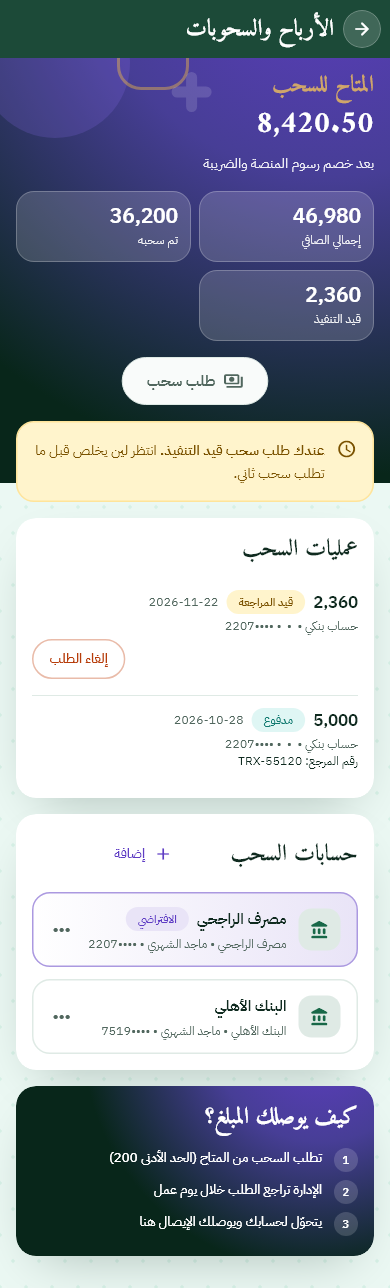 الأرباح والسحوبات
المتاح للسحب
8,420.50
بعد خصم رسوم المنصة والضريبة
46,980
إجمالي الصافي
36,200
تم سحبه
2,360
قيد التنفيذ
طلب سحب
عندك طلب سحب قيد التنفيذ. انتظر لين يخلص قبل ما
تطلب سحب ثاني.
عمليات السحب
2,360 قيد المراجعة 2026-11-22
حساب بنكي • • • ••••2207
إلغاء الطلب
5,000 مدفوع 2026-10-28
حساب بنكي • • • ••••2207
رقم المرجع: TRX-55120
حسابات السحب
+ إضافة
مصرف الراجحي الافتراضي
مصرف الراجحي • ماجد الشهري • ••••2207
البنك الأهلي
البنك الأهلي • ماجد الشهري • ••••7519
كيف يوصلك المبلغ؟
1 تطلب السحب من المتاح (الحد الأدنى 200)
2 الإدارة تراجع الطلب خلال يوم عمل
3 يتحوّل لحسابك ويوصلك الإيصال هنا